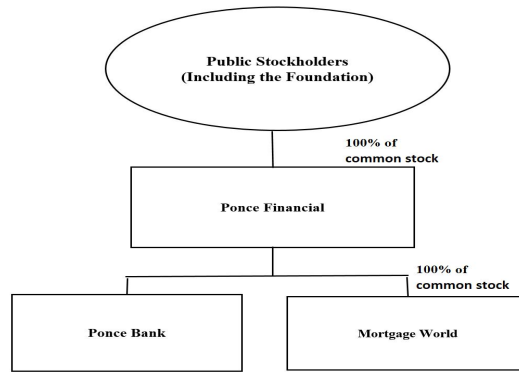 Public Stockholders
(Including the Foundation)
100% of
common stock
Ponce Financial
100% of
common stock
Ponce Bank
Mortgage World